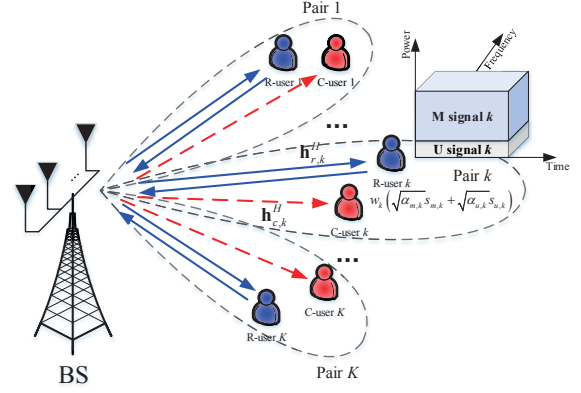 Pair 1
R-user 1
C-user 1
Power
Frequency
M signal k
U signal k
Time
...
h_{r,k}^H
R-user k
Pair k
w_k(√α_{m,k} s_{m,k} + √α_{u,k} s_{u,k})
h_{c,k}^H
C-user k
...
C-user K
R-user K
Pair K
BS